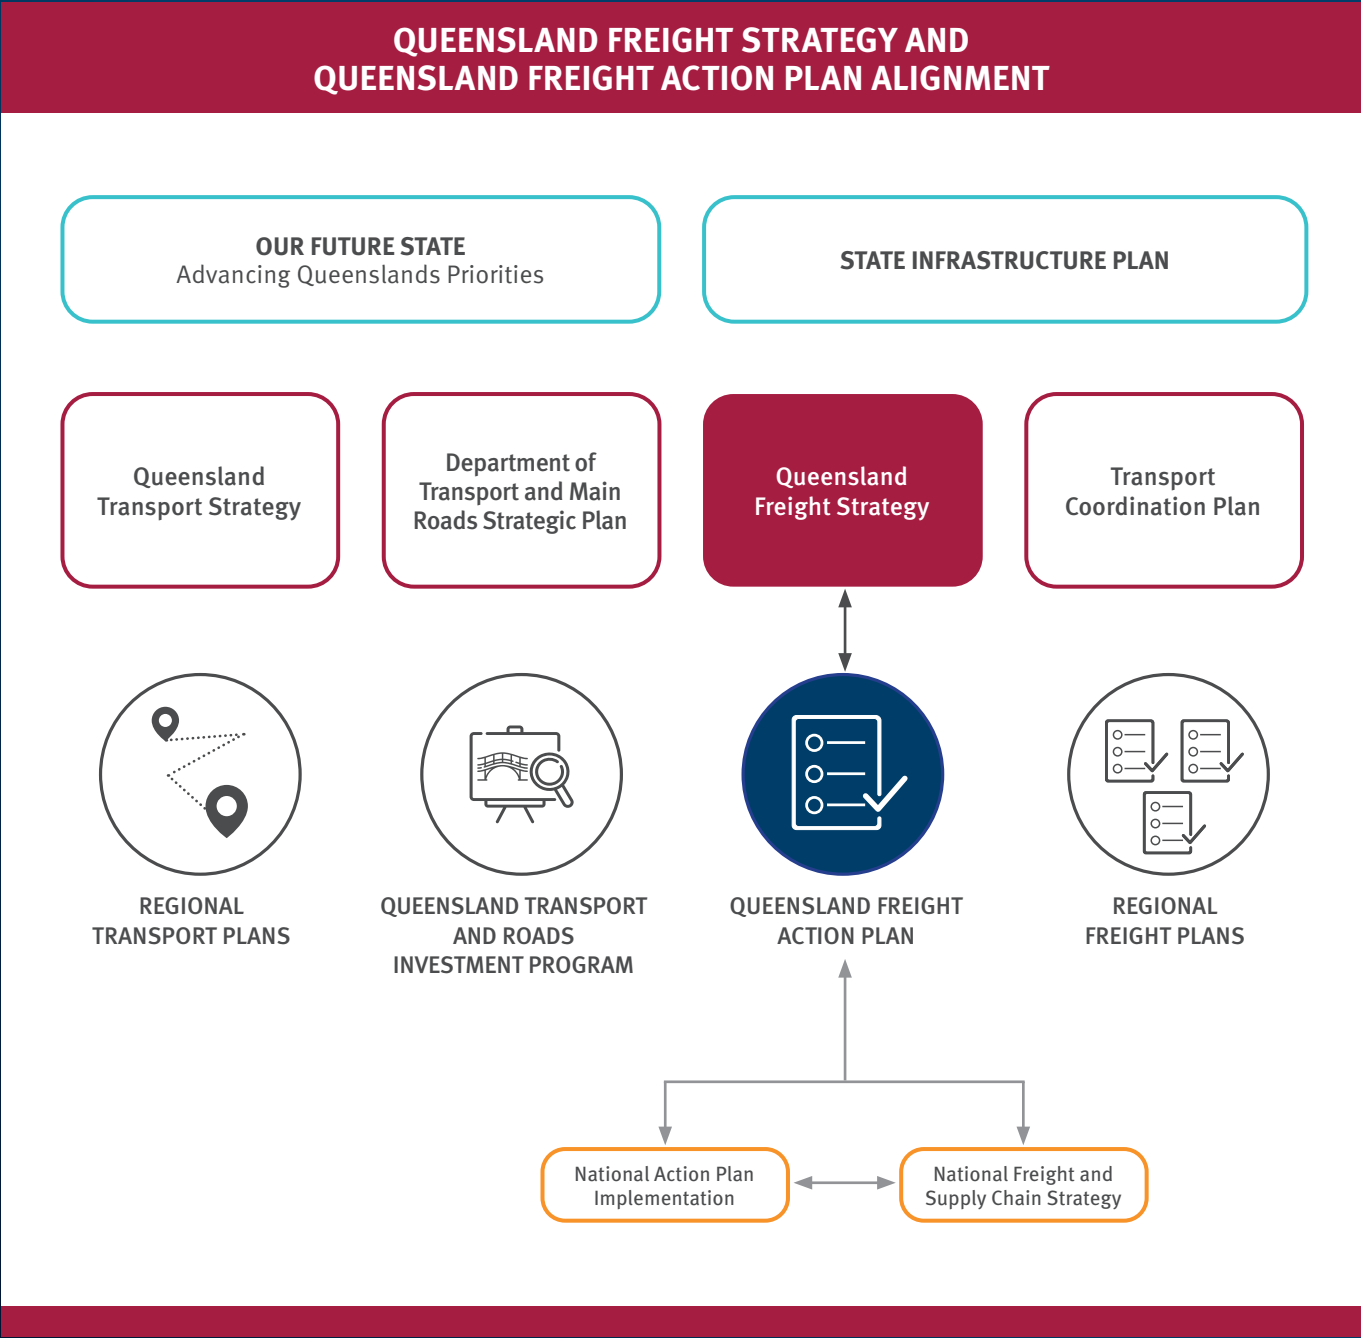 QUEENSLAND FREIGHT STRATEGY AND
QUEENSLAND FREIGHT ACTION PLAN ALIGNMENT
OUR FUTURE STATE
Advancing Queenslands Priorities
STATE INFRASTRUCTURE PLAN
Queensland
Transport Strategy
Department of
Transport and Main
Roads Strategic Plan
Queensland
Freight Strategy
Transport
Coordination Plan
REGIONAL
TRANSPORT PLANS
QUEENSLAND TRANSPORT
AND ROADS
INVESTMENT PROGRAM
QUEENSLAND FREIGHT
ACTION PLAN
REGIONAL
FREIGHT PLANS
National Action Plan
Implementation
National Freight and
Supply Chain Strategy